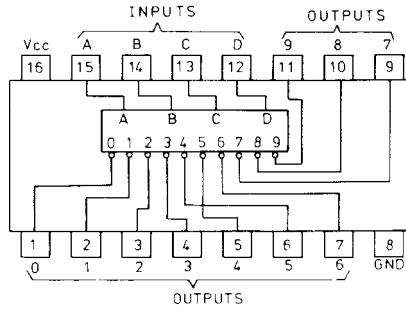 INPUTS OUTPUTS
Vcc A B C D 9 8 7
16 15 14 13 12 11 10 9
A B C D
0 1 2 3 4 5 6 7 8 9
1 2 3 4 5 6 7 8
0 1 2 3 4 5 6 GND
OUTPUTS